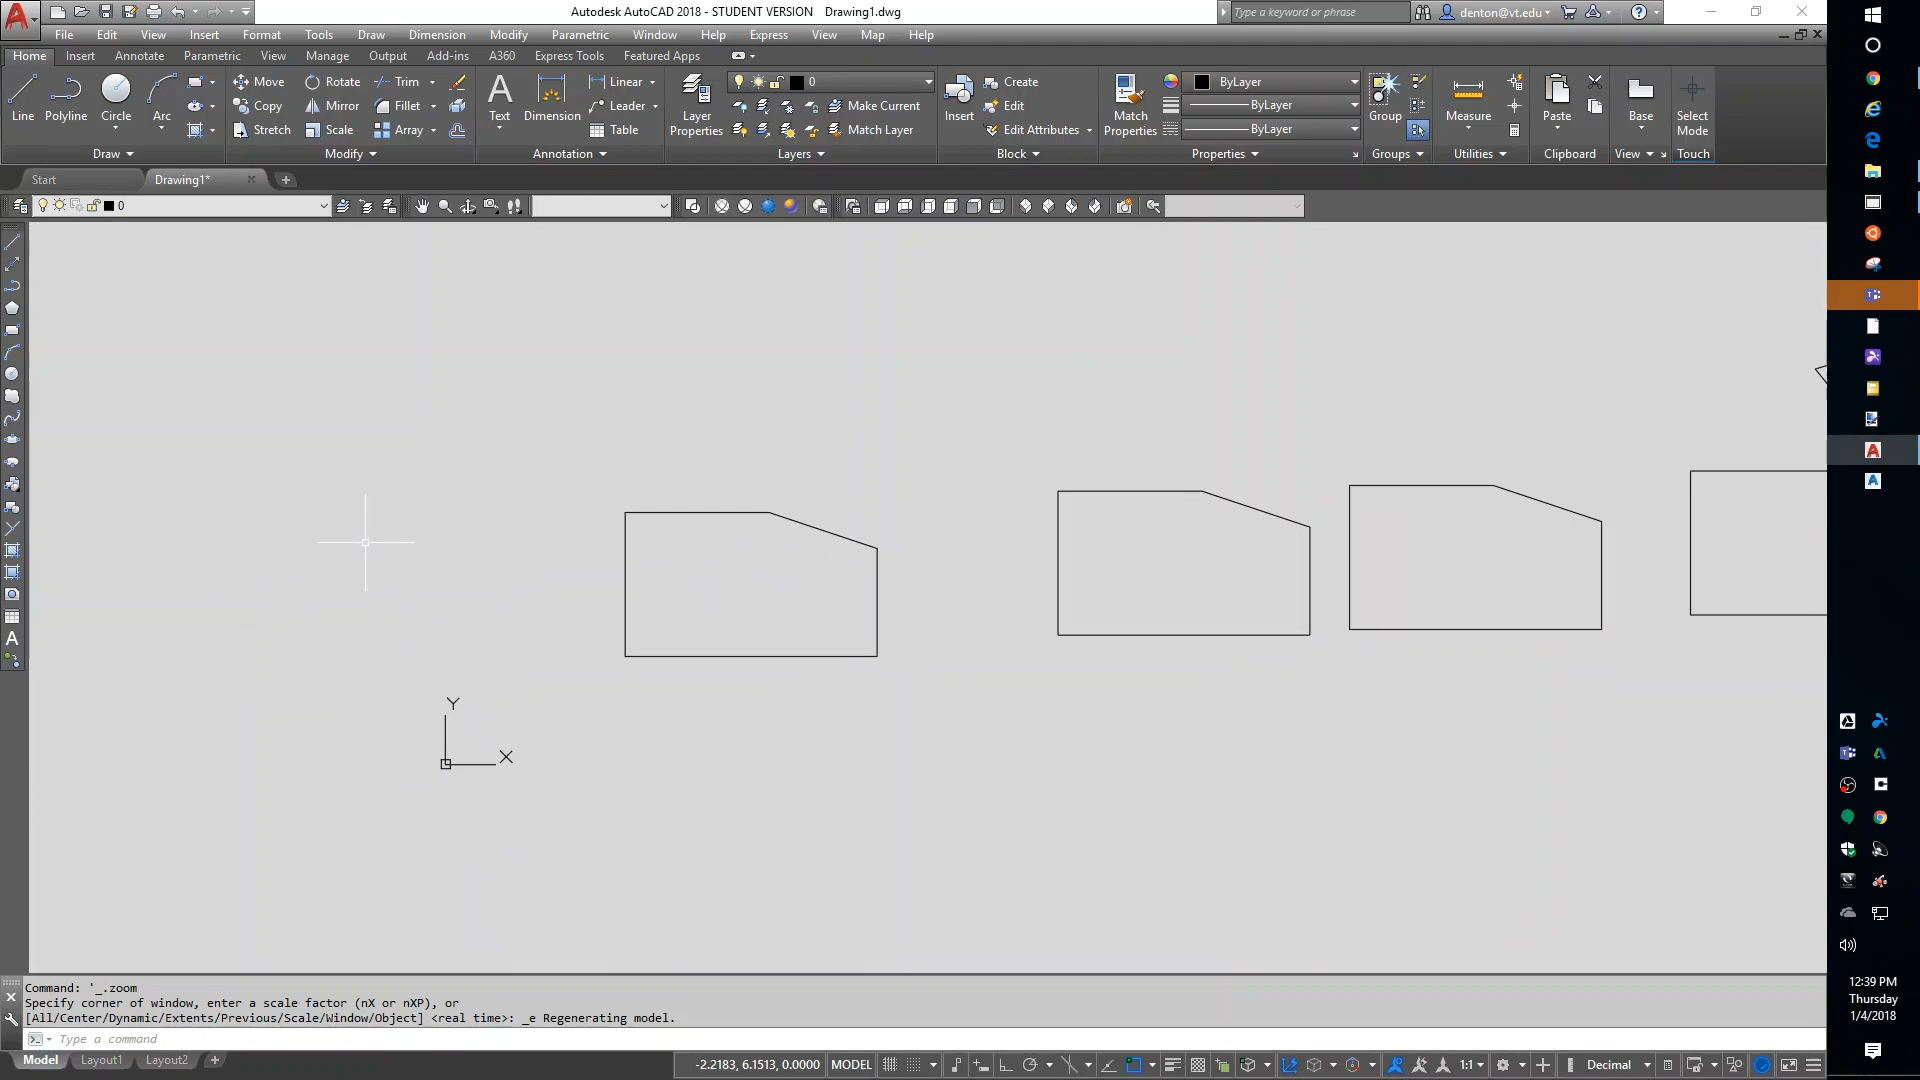 Autodesk AutoCAD 2018 - STUDENT VERSION Drawing1.dwg
Type a keyword or phrase
denton@vt.edu
File Edit View Insert Format Tools Draw Dimension Modify Parametric Window Help Express View Map Help
Home Insert Annotate Parametric View Manage Output Add-ins A360 Express Tools Featured Apps
Line Polyline Circle Arc
Move Rotate Trim
Copy Mirror Fillet
Stretch Scale Array
Text Dimension
Linear
Leader
Table
Layer Properties
0
Make Current
Match Layer
Insert
Create
Edit
Edit Attributes
Match Properties
ByLayer
ByLayer
ByLayer
Group
Measure
Paste
Base
Select Mode
Draw Modify Annotation Layers Block Properties Groups Utilities Clipboard View Touch
Start Drawing1*
0
Y
X
Command: '_.zoom
Specify corner of window, enter a scale factor (nX or nXP), or
[All/Center/Dynamic/Extents/Previous/Scale/Window/Object] <real time>: _e Regenerating model.
Type a command
Model Layout1 Layout2
-2.2183, 6.1513, 0.0000 MODEL
1:1
Decimal
12:39 PM
Thursday
1/4/2018